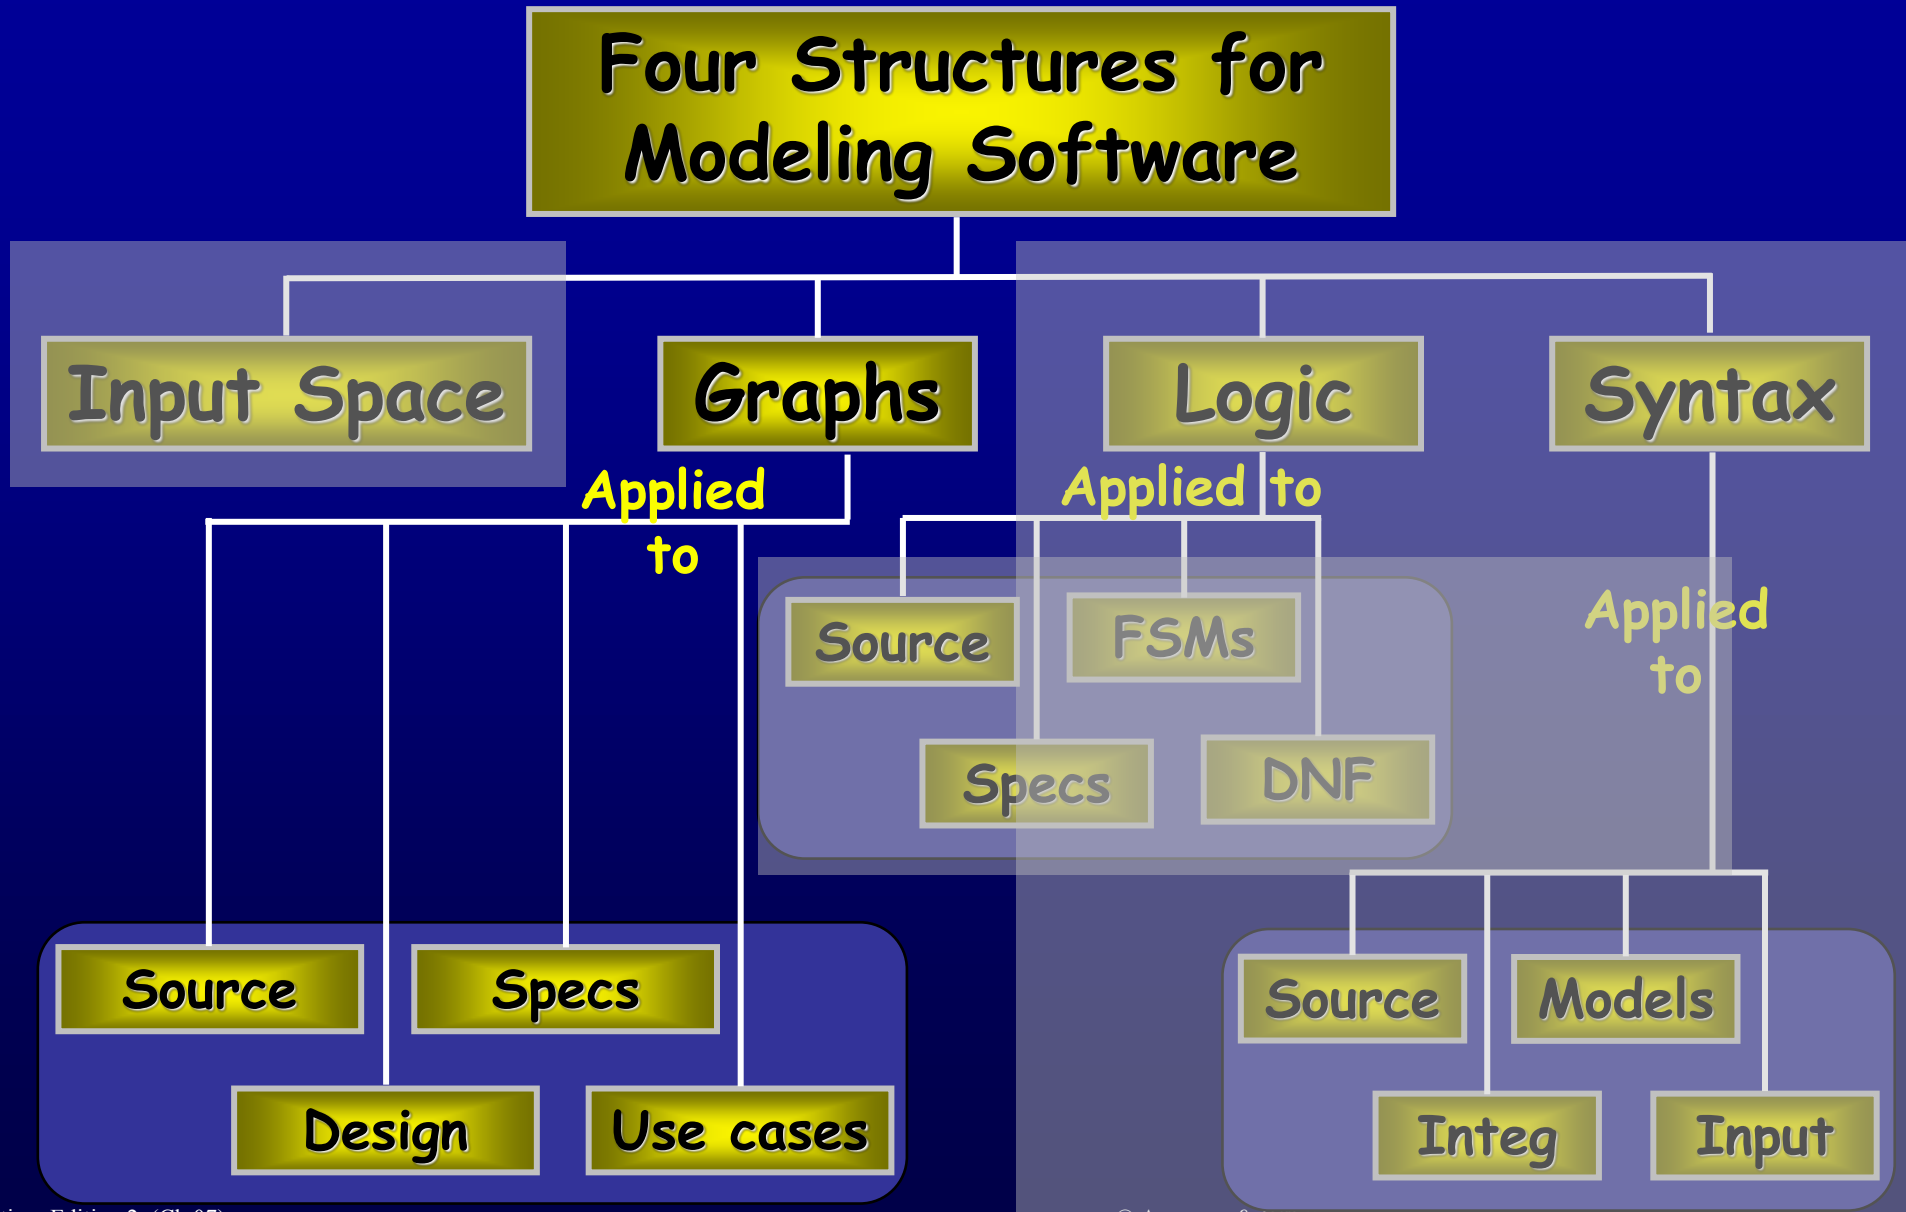 Four Structures for
Modeling Software
Input Space
Graphs
Logic
Syntax
Applied
to
Applied to
Applied
to
Source
FSMs
Specs
DNF
Source
Specs
Design
Use cases
Source
Models
Integ
Input